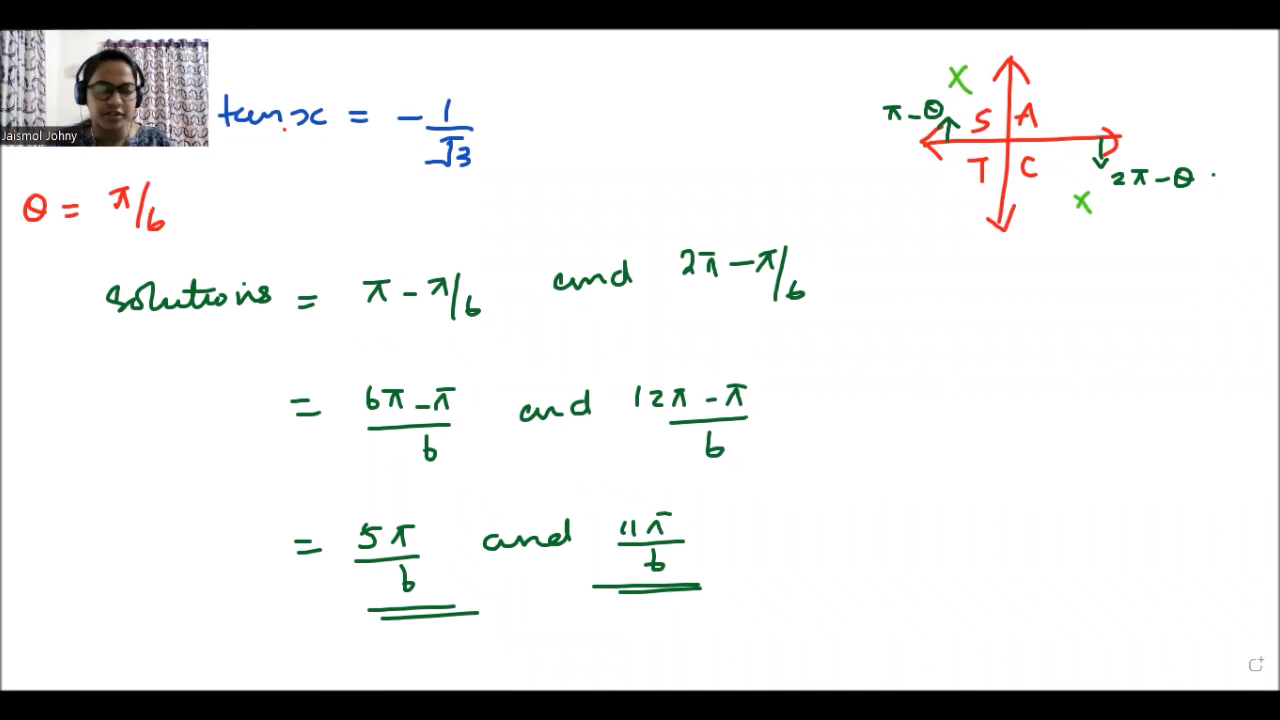 Jaismol Johny
tan x = - 1/√3
θ = π/6
solutions = π - π/6 and 2π - π/6
= 6π - π / 6 and 12π - π / 6
= 5π/6 and 11π/6
X
π - θ S A
T C 2π - θ
X